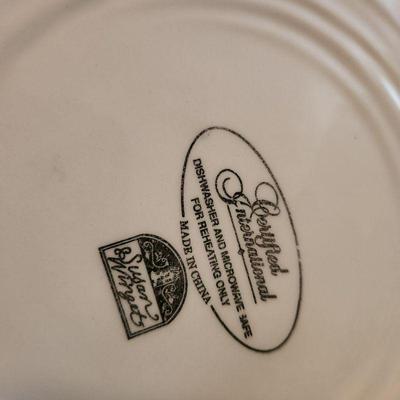 Certified
International
DISHWASHER AND MICROWAVE SAFE
FOR REHEATING ONLY
MADE IN CHINA
Susan
Winget